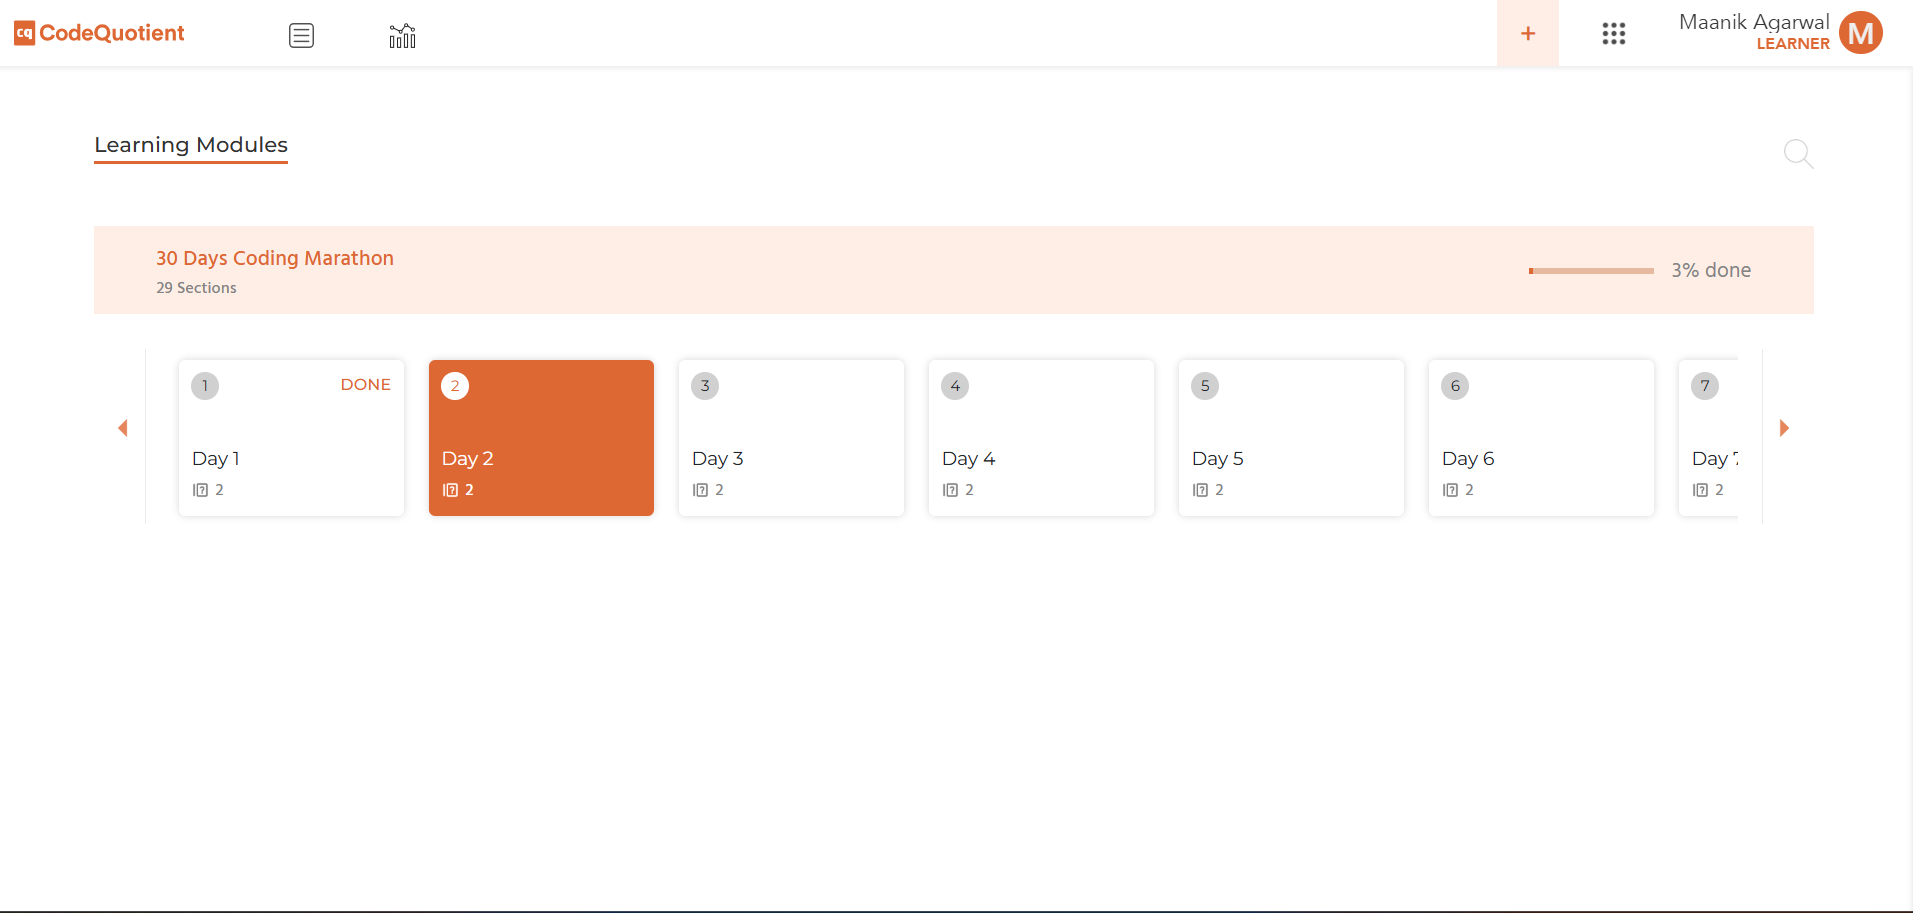 cq CodeQuotient
+
Maanik Agarwal
LEARNER
M
Learning Modules
30 Days Coding Marathon
29 Sections
3% done
1
DONE
Day 1
2
2
Day 2
2
3
Day 3
2
4
Day 4
2
5
Day 5
2
6
Day 6
2
7
Day 7
2